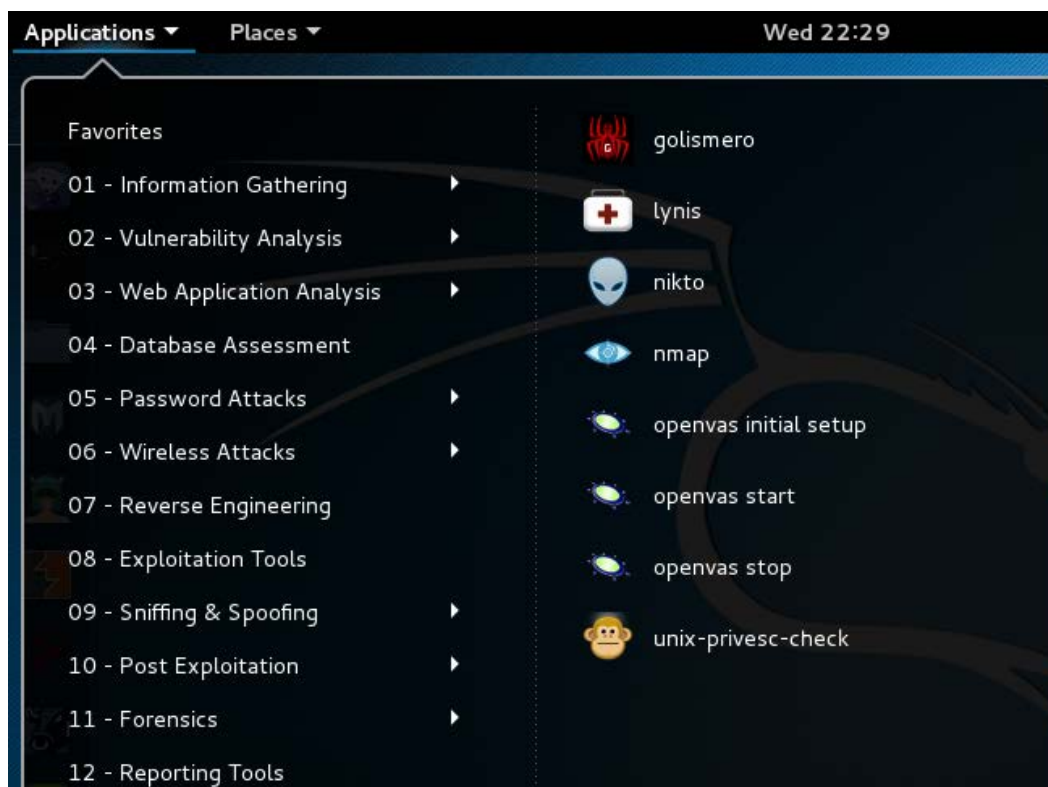 Applications Places Wed 22:29
Favorites
01 - Information Gathering
02 - Vulnerability Analysis
03 - Web Application Analysis
04 - Database Assessment
05 - Password Attacks
06 - Wireless Attacks
07 - Reverse Engineering
08 - Exploitation Tools
09 - Sniffing & Spoofing
10 - Post Exploitation
11 - Forensics
12 - Reporting Tools
golismero
lynis
nikto
nmap
openvas initial setup
openvas start
openvas stop
unix-privesc-check